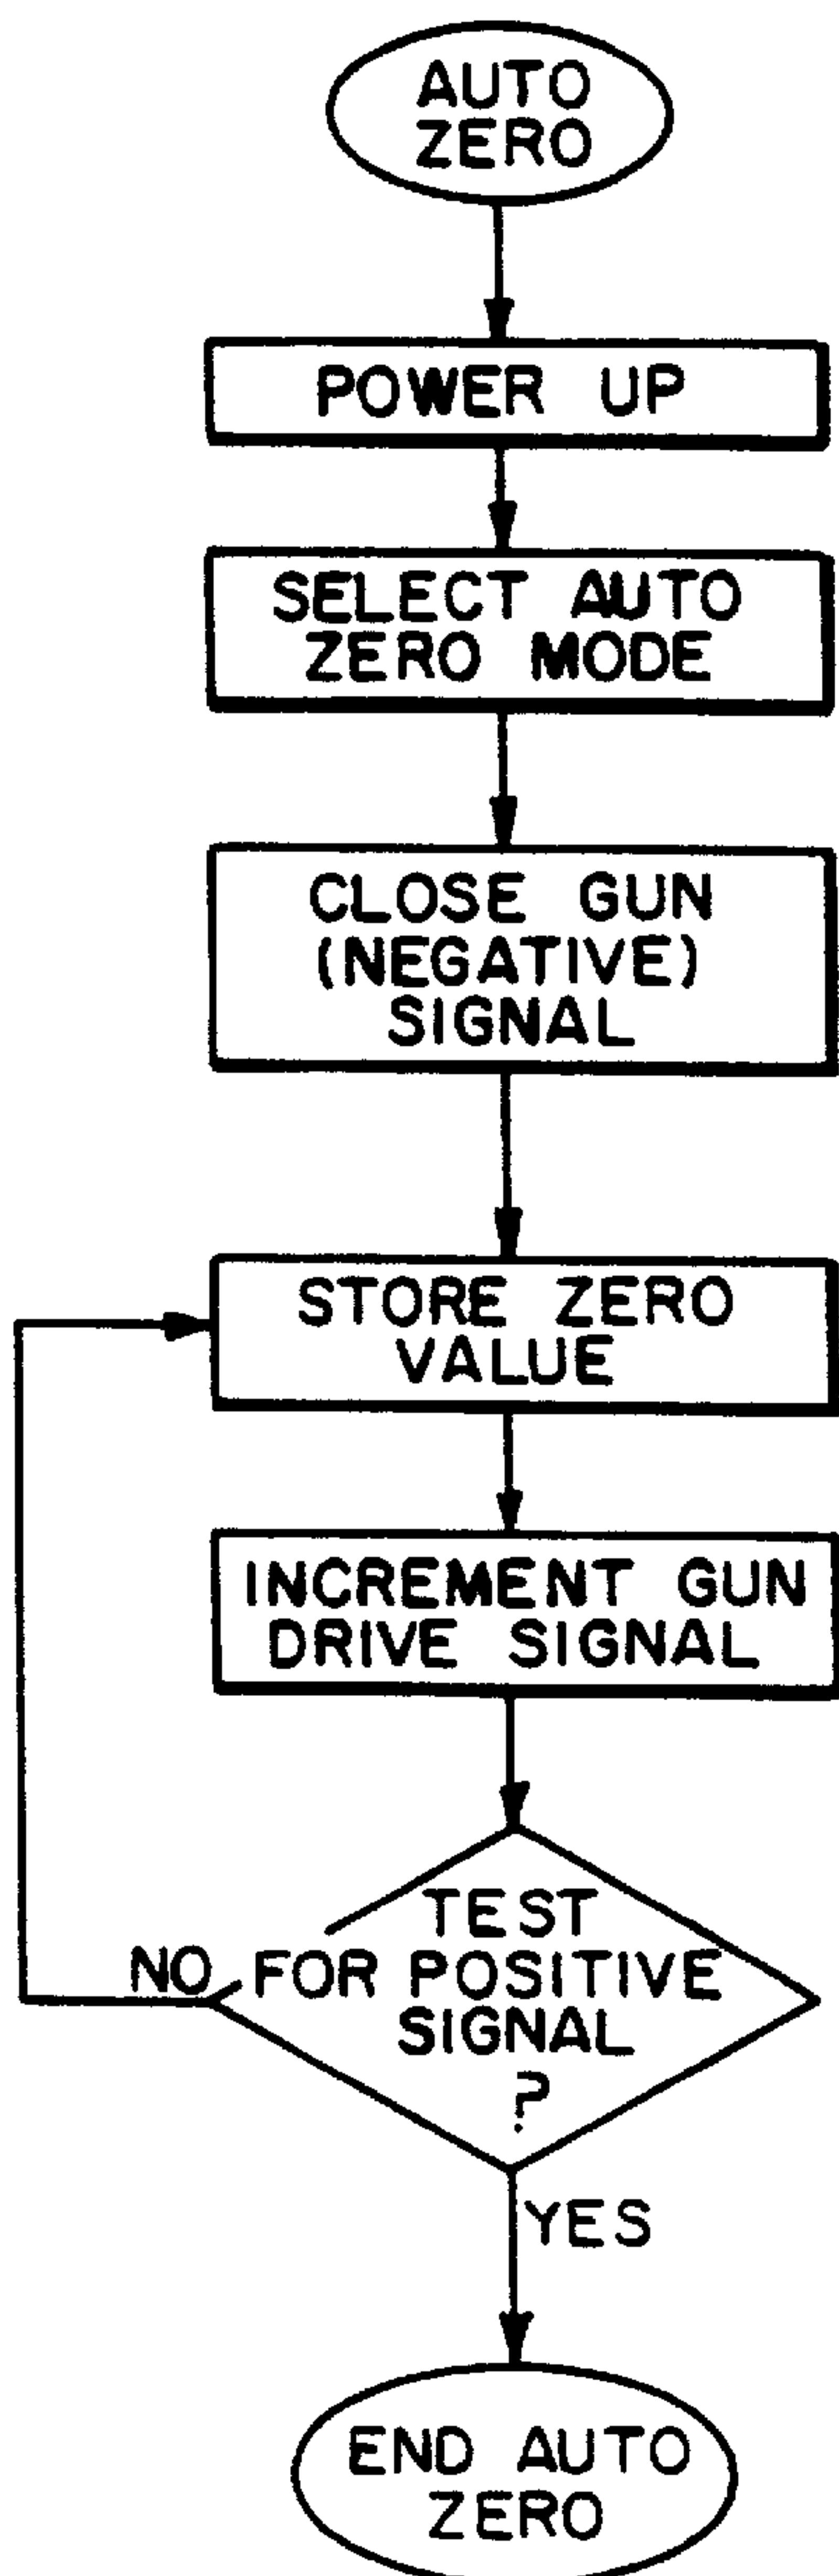 AUTO
ZERO
POWER UP
SELECT AUTO
ZERO MODE
CLOSE GUN
(NEGATIVE)
SIGNAL
STORE ZERO
VALUE
INCREMENT GUN
DRIVE SIGNAL
TEST
FOR POSITIVE
SIGNAL
?
NO
YES
END AUTO
ZERO